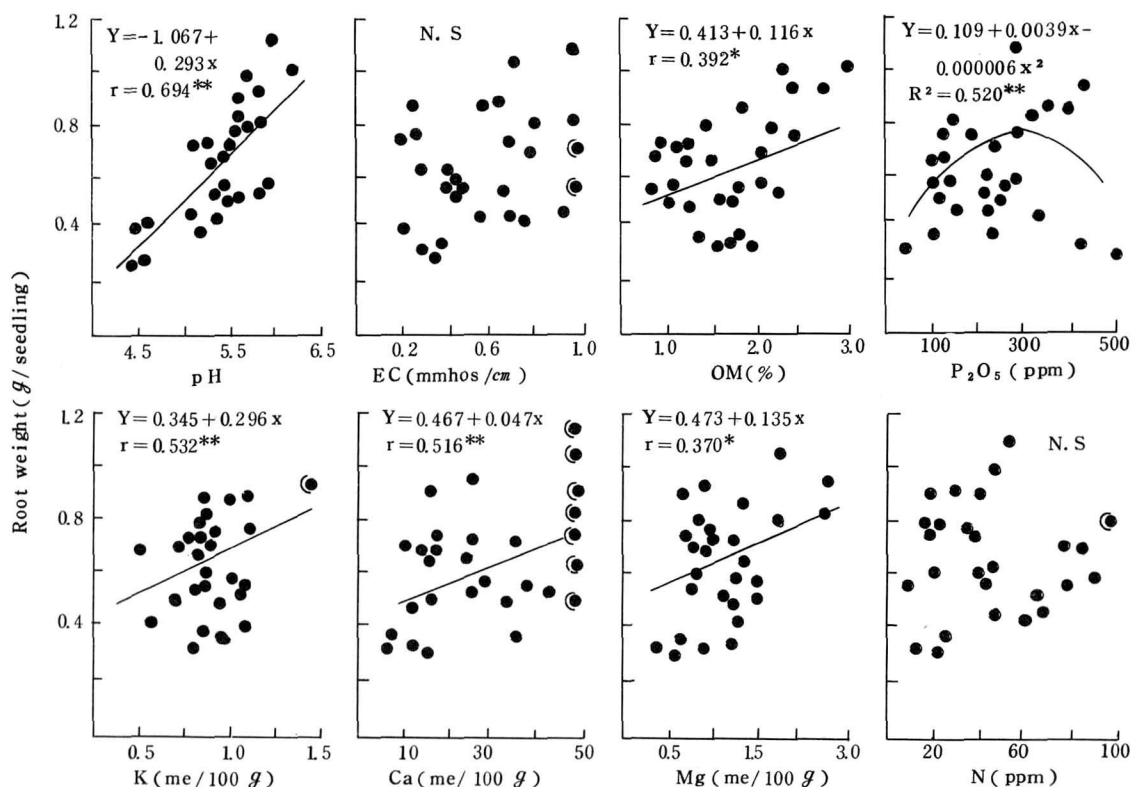 Root weight (g/seedling)
1.2
0.8
0.4
Y=-1.067+
0.293x
r=0.694**
4.5 5.5 6.5
pH
N.S
0.2 0.6 1.0
EC(mmhos/cm)
Y=0.413+0.116x
r=0.392*
1.0 2.0 3.0
OM(%)
Y=0.109+0.0039x-
0.000006x²
R²=0.520**
100 300 500
P₂O₅(ppm)
1.2
0.8
0.4
Y=0.345+0.296x
r=0.532**
0.5 1.0 1.5
K(me/100 g)
Y=0.467+0.047x
r=0.516**
10 30 50
Ca(me/100 g)
Y=0.473+0.135x
r=0.370*
0.5 1.5 3.0
Mg(me/100 g)
N.S
20 60 100
N(ppm)